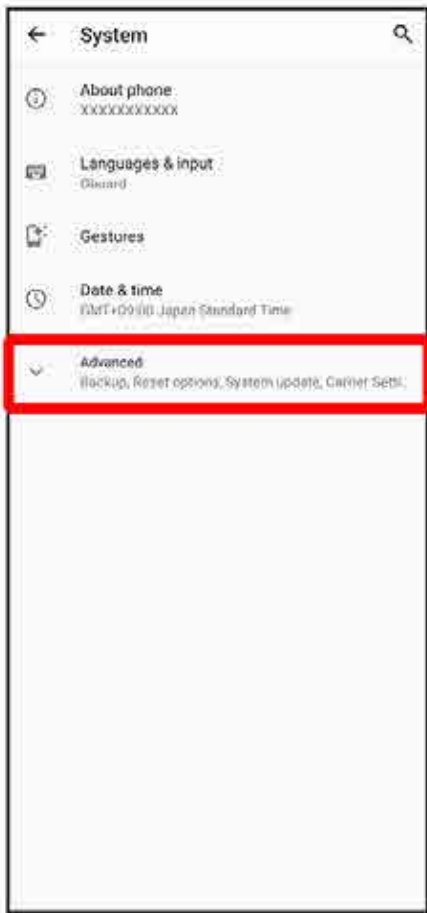 System
About phone
XXXXXXXXXXX
Languages & input
Gboard
Gestures
Date & time
GMT+09:00 Japan Standard Time
Advanced
Backup, Reset options, System update, Carrier Setti..